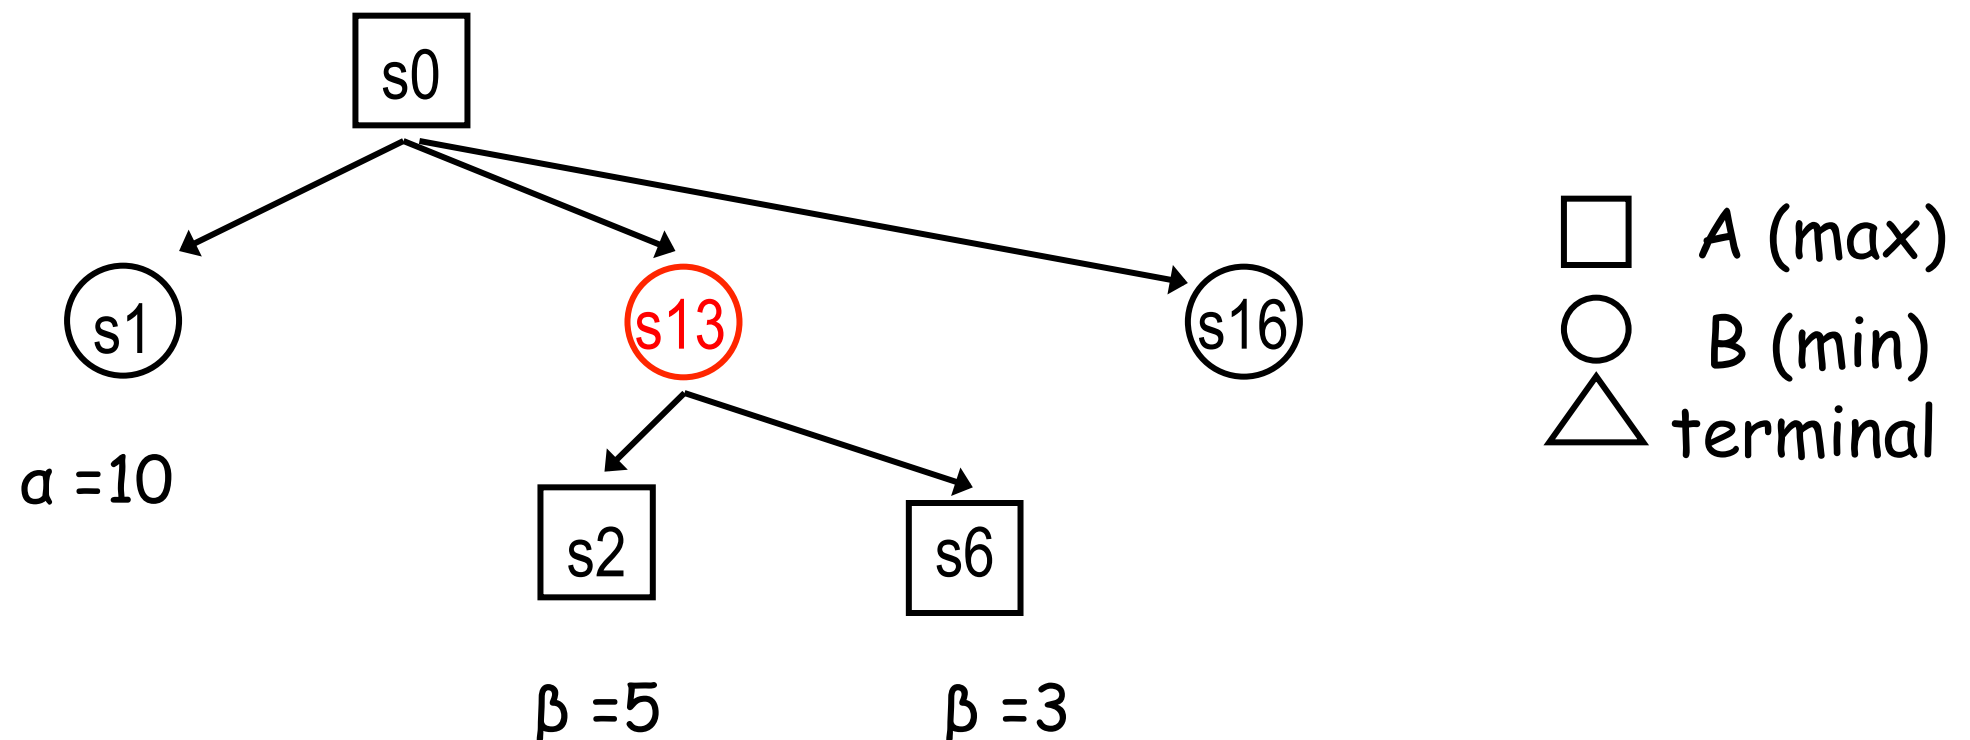 s0
s1
s13
s16
A (max)
B (min)
terminal
α =10
s2
s6
β =5
β =3